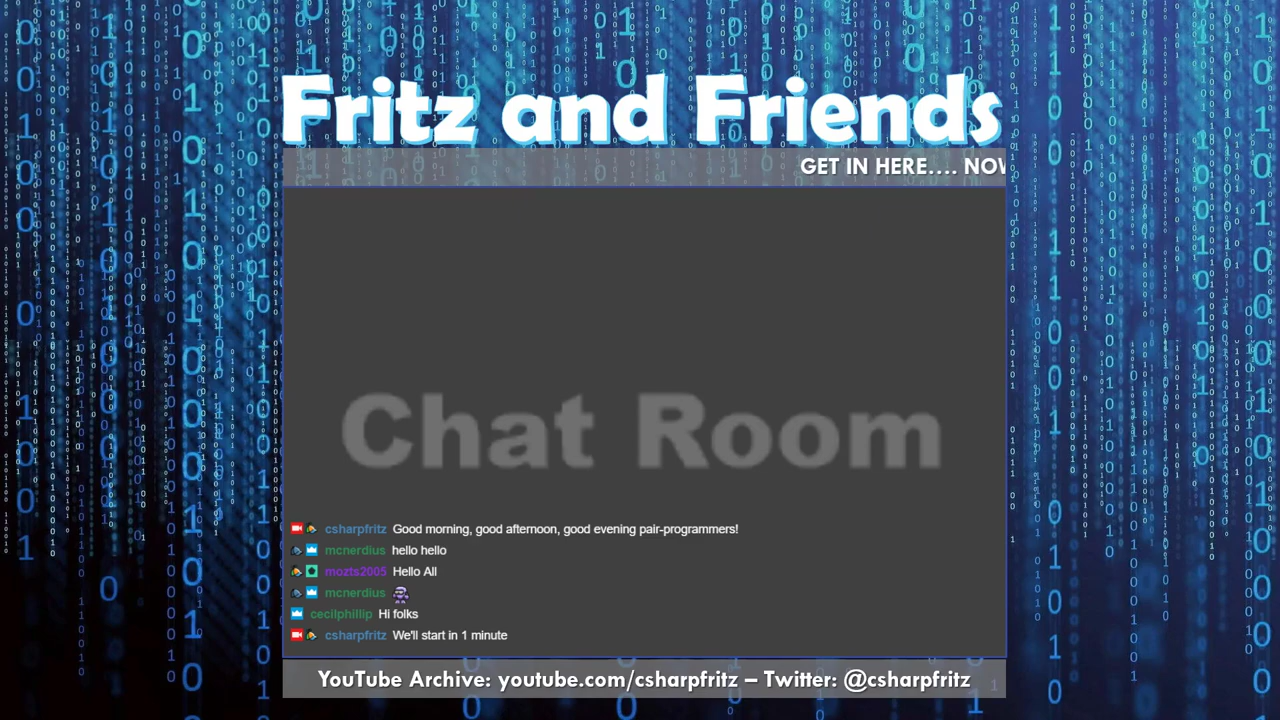 Fritz and Friends
GET IN HERE.... NOW
Chat Room
csharpfritz Good morning, good afternoon, good evening pair-programmers!
mcnerdius hello hello
mozts2005 Hello All
mcnerdius
cecilphillip Hi folks
csharpfritz We'll start in 1 minute
YouTube Archive: youtube.com/csharpfritz – Twitter: @csharpfritz